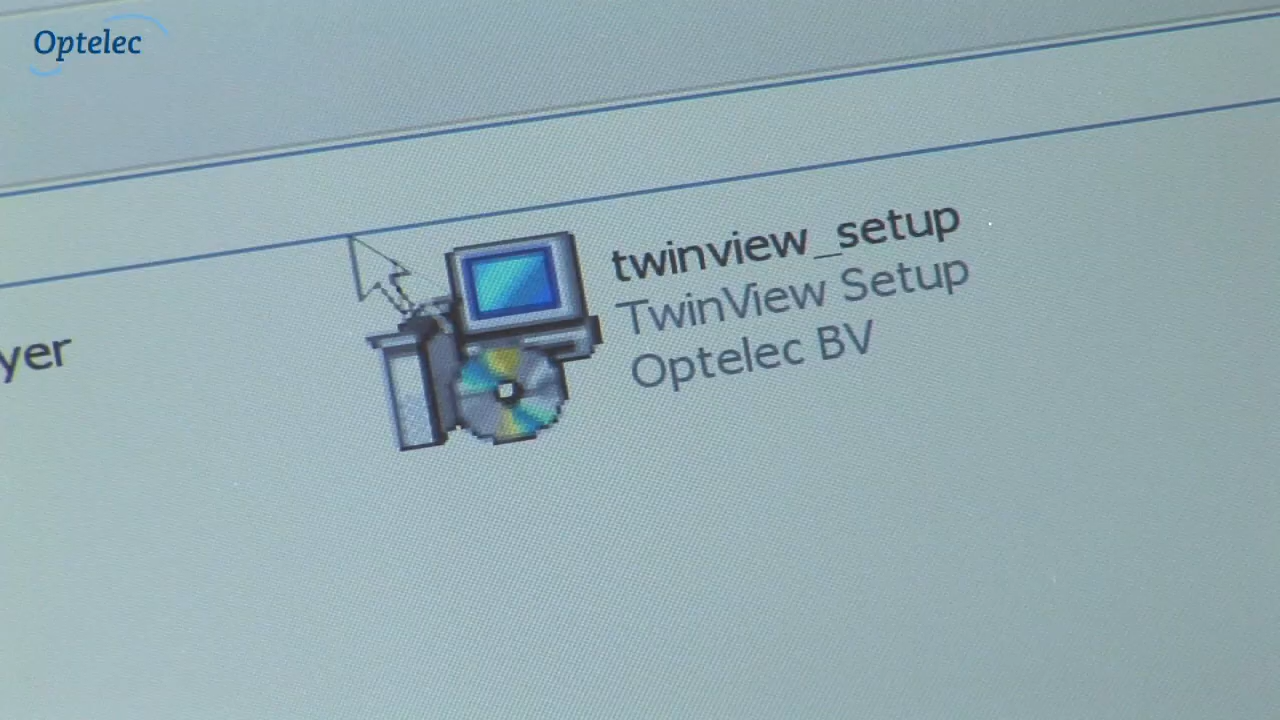 Optelec
twinview_setup
TwinView Setup
Optelec BV
yer